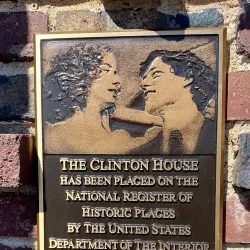 THE CLINTON HOUSE
HAS BEEN PLACED ON THE
NATIONAL REGISTER OF
HISTORIC PLACES
BY THE UNITED STATES
DEPARTMENT OF THE INTERIOR